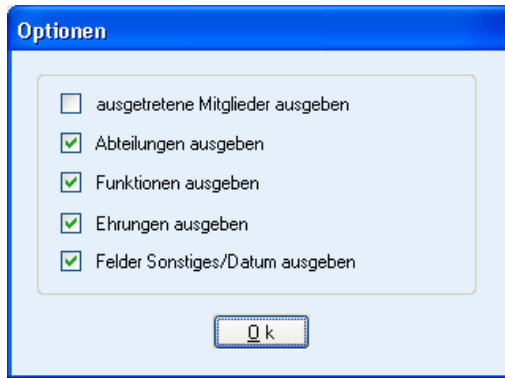 Optionen
ausgetretene Mitglieder ausgeben
Abteilungen ausgeben
Funktionen ausgeben
Ehrungen ausgeben
Felder Sonstiges/Datum ausgeben
Ok